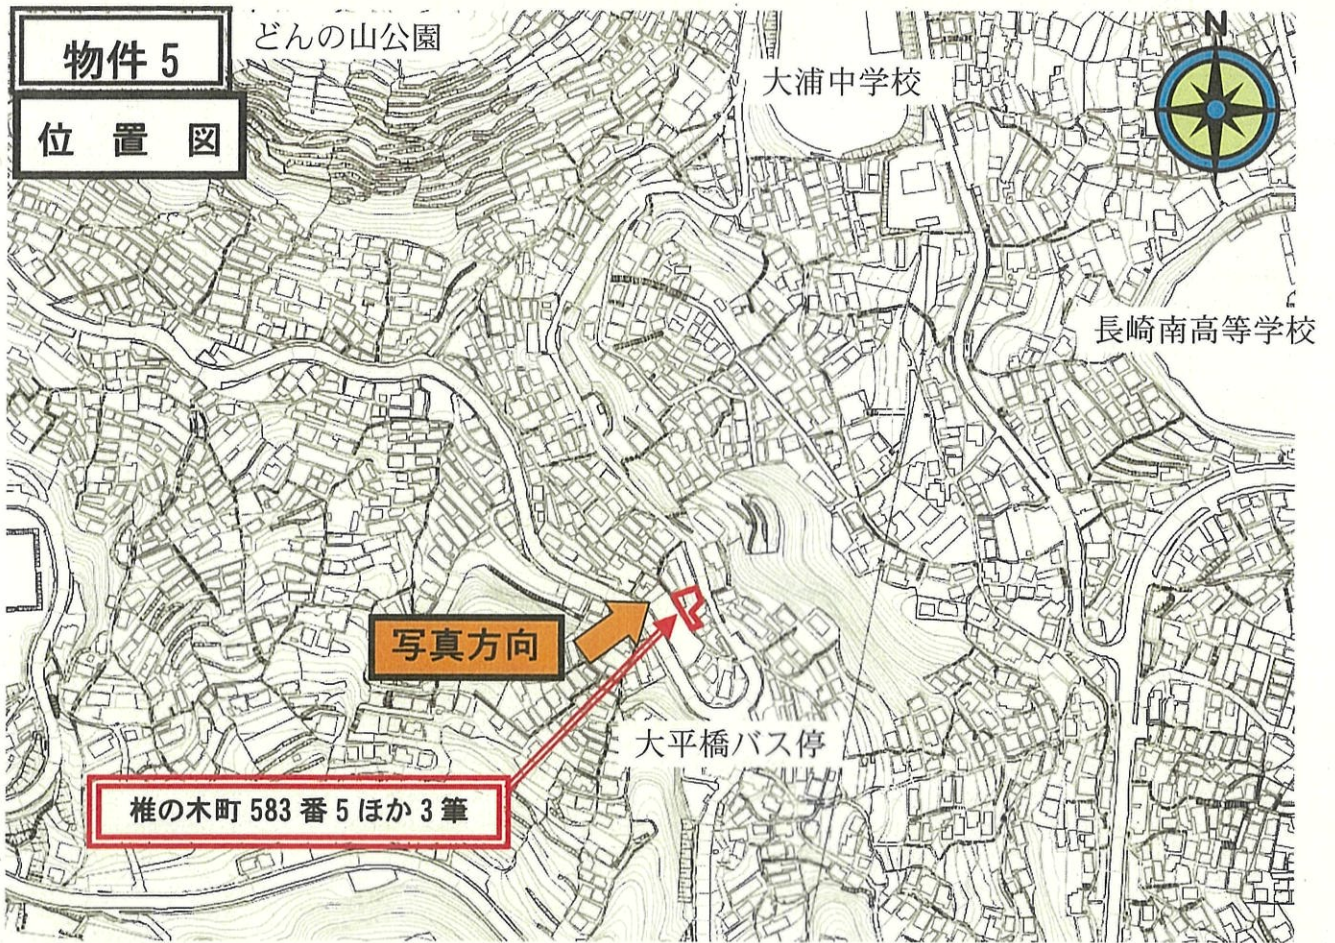 物件5
どんの山公園
N
大浦中学校
位 置 図
長崎南高等学校
写真方向
大平橋バス停
椎の木町 583 番 5 ほか 3 筆